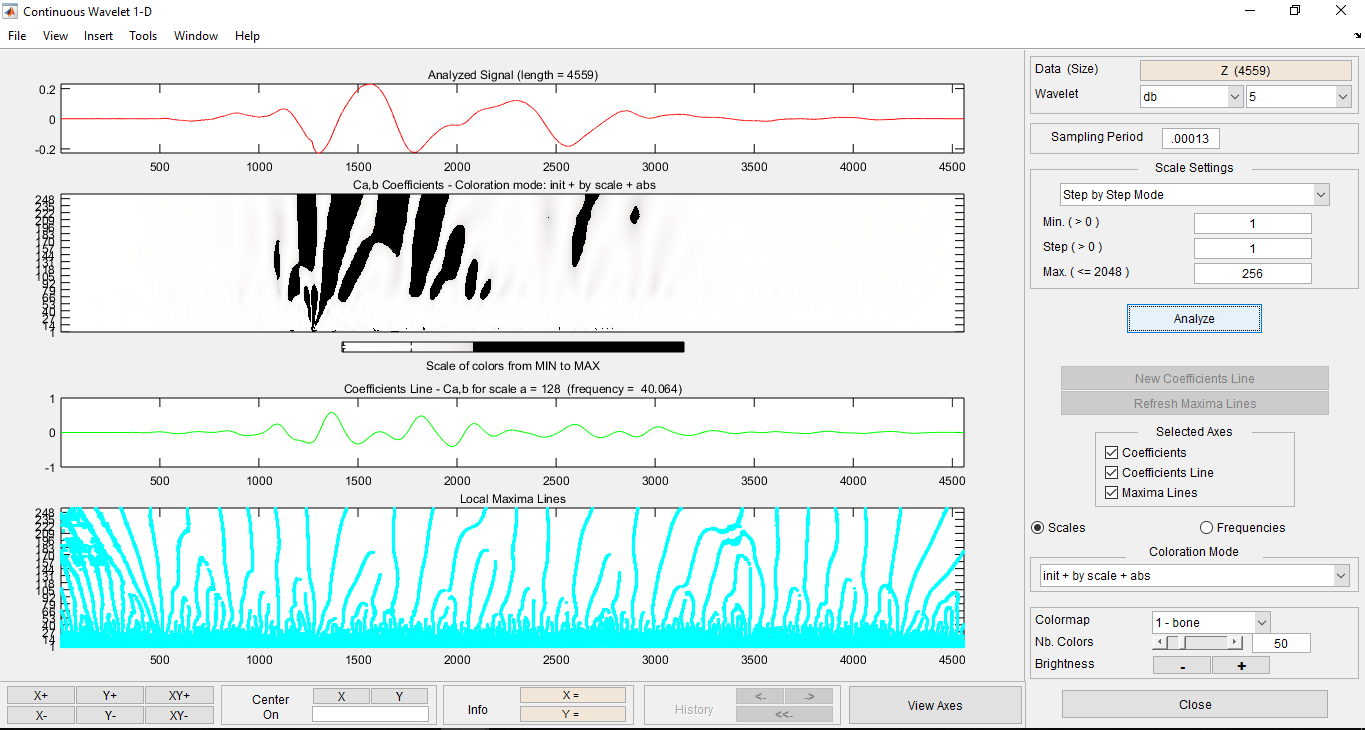 Continuous Wavelet 1-D
File View Insert Tools Window Help
Analyzed Signal (length = 4559)
0.2
0
-0.2
500 1000 1500 2000 2500 3000 3500 4000 4500
Ca,b Coefficients - Coloration mode: init + by scale + abs
248
235
222
209
196
183
170
157
144
131
118
105
92
79
66
53
40
27
14
1
Scale of colors from MIN to MAX
Coefficients Line - Ca,b for scale a = 128 (frequency = 40.064)
1
0
-1
500 1000 1500 2000 2500 3000 3500 4000 4500
Local Maxima Lines
248
235
222
209
196
183
170
157
144
131
118
105
92
79
66
53
40
27
14
1
500 1000 1500 2000 2500 3000 3500 4000 4500
Data (Size) Z (4559)
Wavelet db 5
Sampling Period .00013
Scale Settings
Step by Step Mode
Min. ( > 0 ) 1
Step ( > 0 ) 1
Max. ( <= 2048 ) 256
Analyze
New Coefficients Line
Refresh Maxima Lines
Selected Axes
Coefficients
Coefficients Line
Maxima Lines
Scales Frequencies
Coloration Mode
init + by scale + abs
Colormap 1 - bone
Nb. Colors 50
Brightness - +
X+ Y+ XY+
X- Y- XY-
Center
On
X Y
Info
X =
Y =
History
<- ->
<<-
View Axes
Close